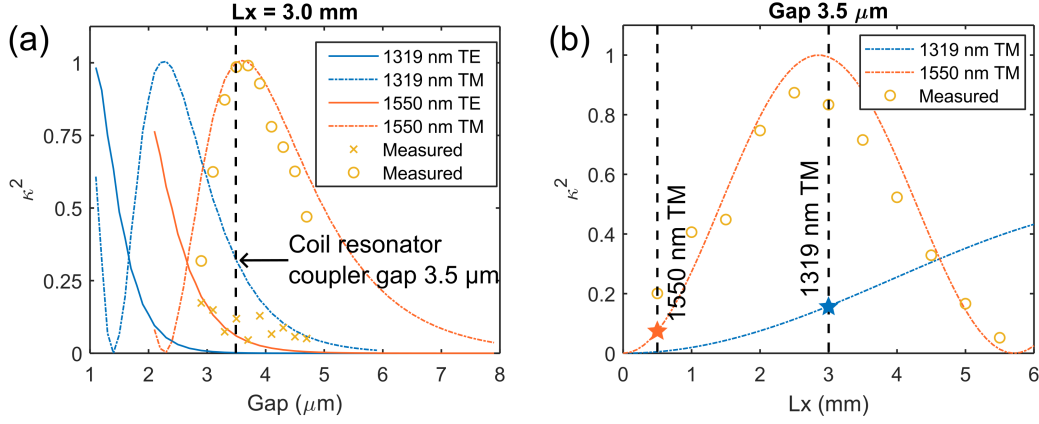 (a)
Lx = 3.0 mm
1319 nm TE
1319 nm TM
1550 nm TE
1550 nm TM
Measured
Measured
Coil resonator
coupler gap 3.5 μm
κ²
1
0.75
0.5
0.25
0
1 2 3 4 5 6 7 8
Gap (μm)
(b)
Gap 3.5 μm
1319 nm TM
1550 nm TM
Measured
1550 nm TM
1319 nm TM
κ²
1
0.8
0.6
0.4
0.2
0
0 1 2 3 4 5 6
Lx (mm)